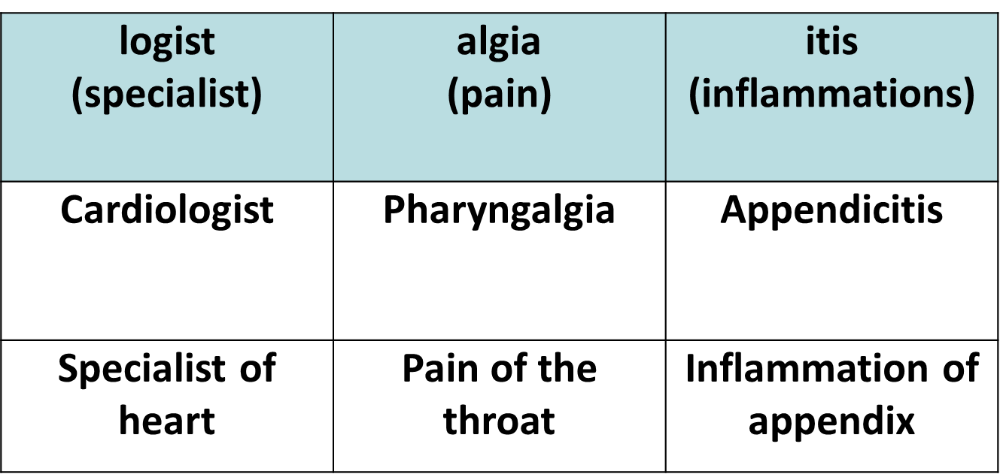 logist
(specialist)
algia
(pain)
itis
(inflammations)
Cardiologist
Pharyngalgia
Appendicitis
Specialist of
heart
Pain of the
throat
Inflammation of
appendix